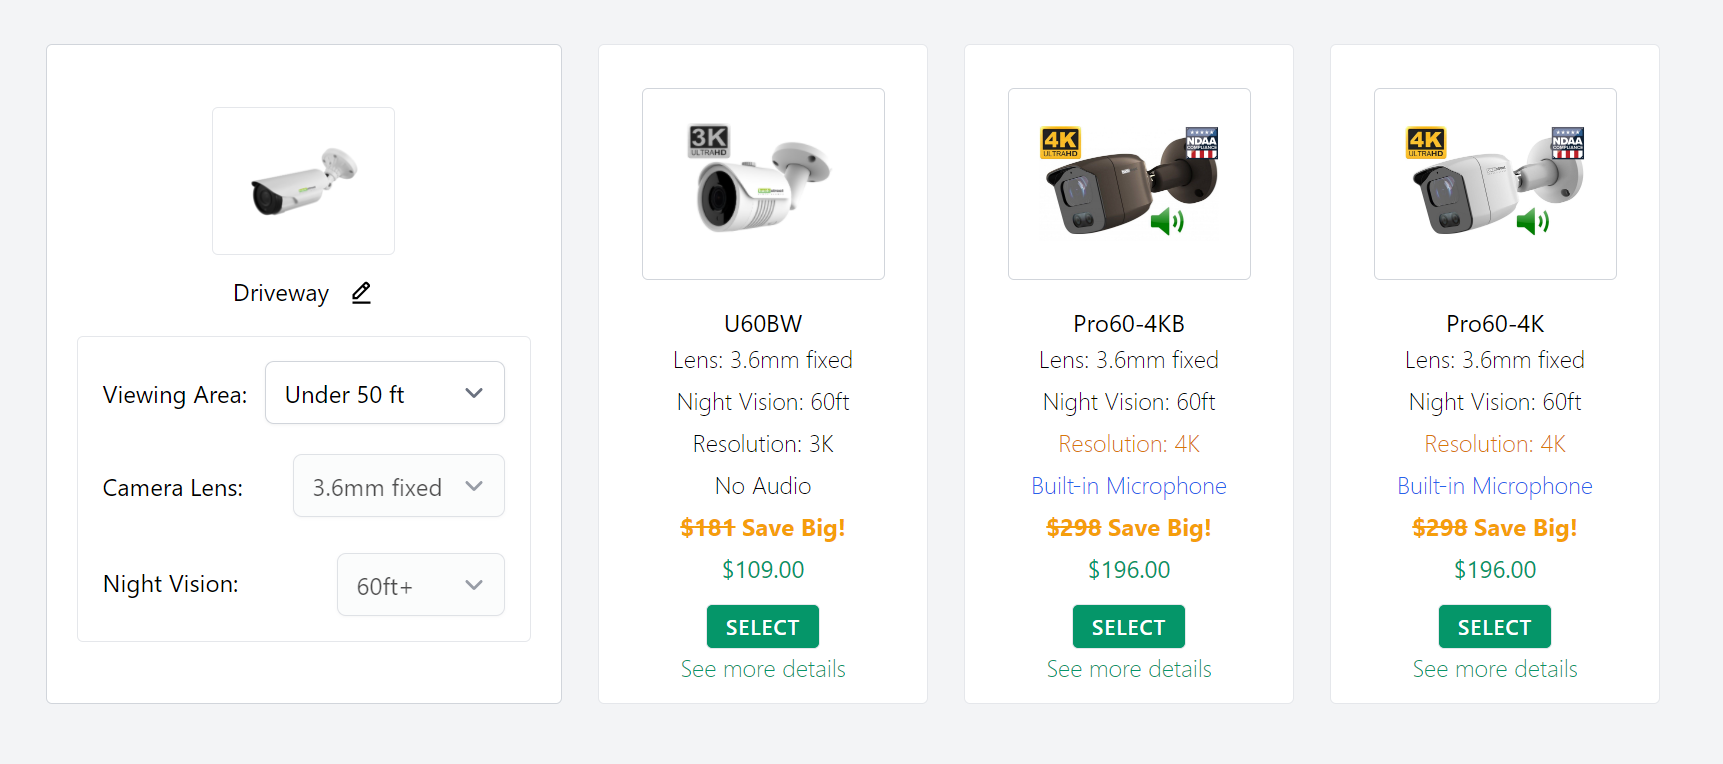 Driveway
Viewing Area: Under 50 ft
Camera Lens: 3.6mm fixed
Night Vision: 60ft+
3K
ULTRAHD
U60BW
Lens: 3.6mm fixed
Night Vision: 60ft
Resolution: 3K
No Audio
$181 Save Big!
$109.00
SELECT
See more details
4K
ULTRAHD
NDAA
COMPLIANCE
Pro60-4KB
Lens: 3.6mm fixed
Night Vision: 60ft
Resolution: 4K
Built-in Microphone
$298 Save Big!
$196.00
SELECT
See more details
4K
ULTRAHD
NDAA
COMPLIANCE
Pro60-4K
Lens: 3.6mm fixed
Night Vision: 60ft
Resolution: 4K
Built-in Microphone
$298 Save Big!
$196.00
SELECT
See more details